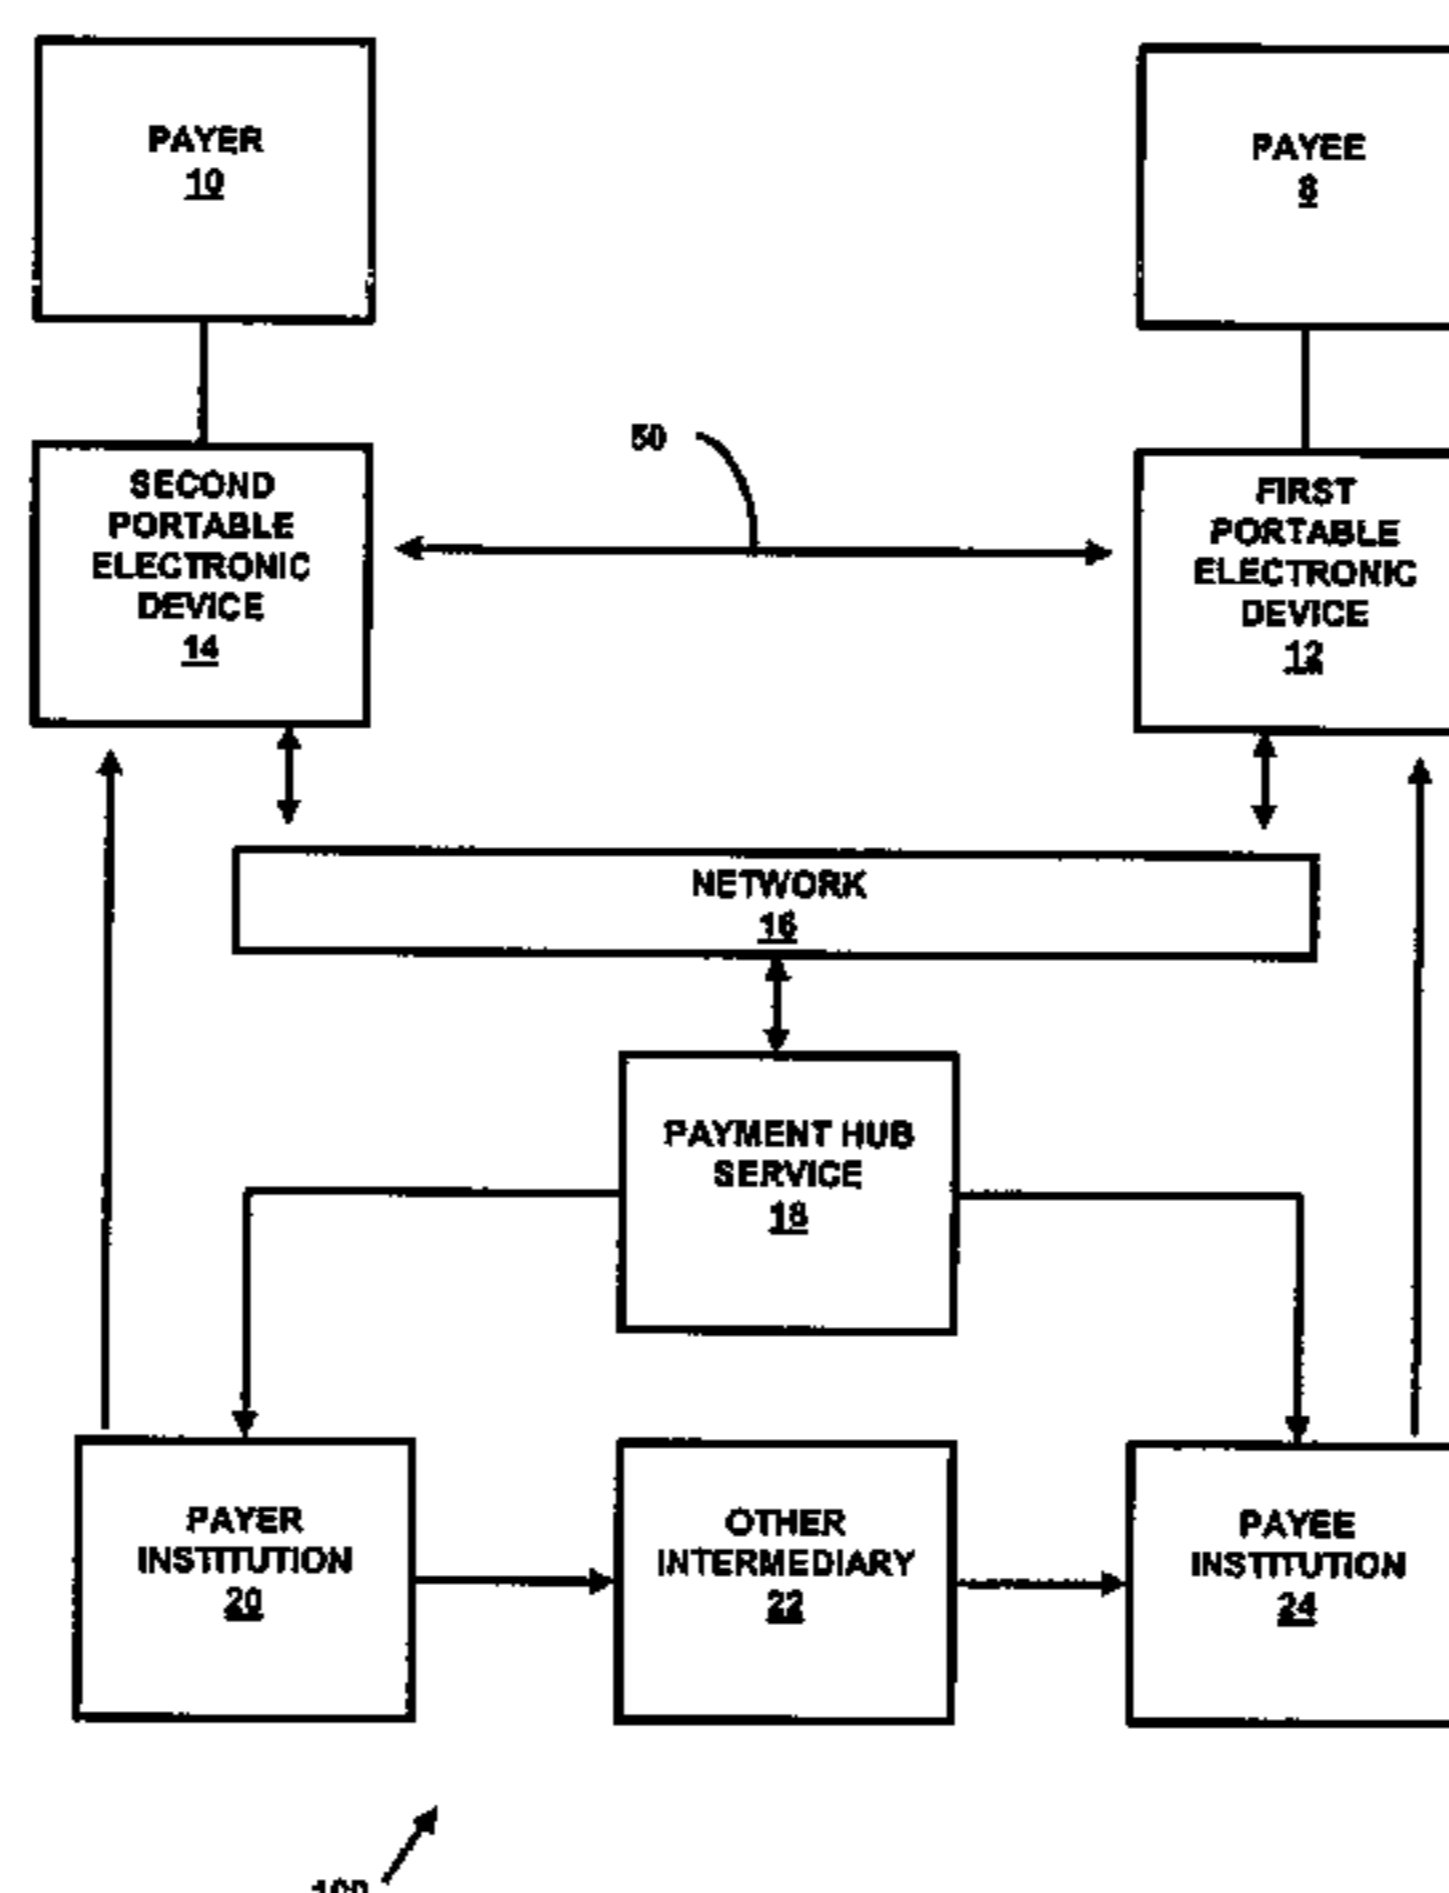 PAYER
10
PAYEE
8
SECOND
PORTABLE
ELECTRONIC
DEVICE
14
50
FIRST
PORTABLE
ELECTRONIC
DEVICE
12
NETWORK
16
PAYMENT HUB
SERVICE
18
PAYER
INSTITUTION
20
OTHER
INTERMEDIARY
22
PAYEE
INSTITUTION
24
100